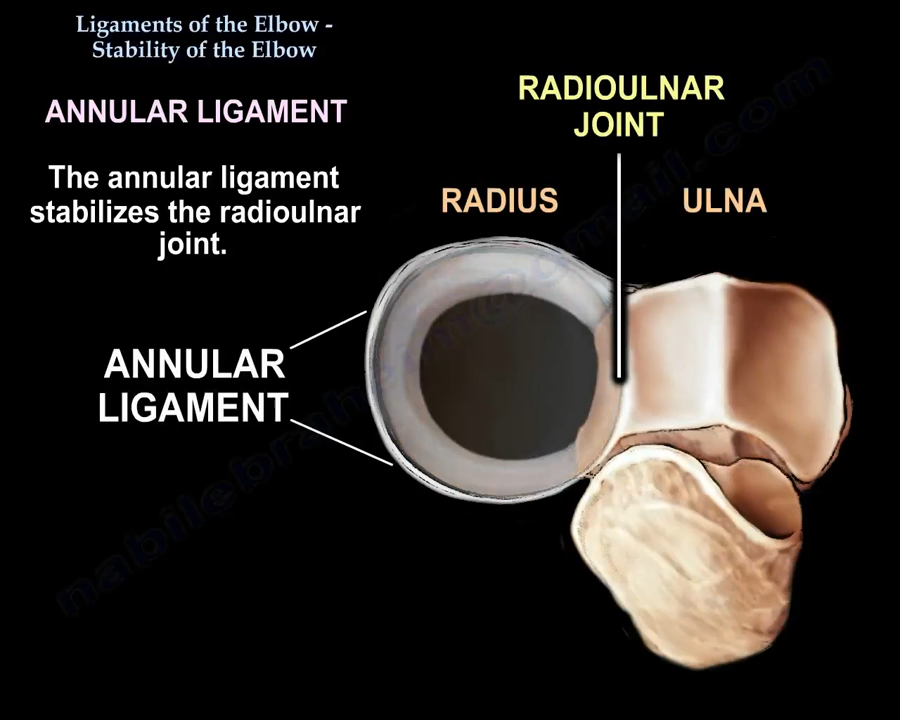 Ligaments of the Elbow -
Stability of the Elbow
ANNULAR LIGAMENT
The annular ligament
stabilizes the radioulnar
joint.
RADIOULNAR
JOINT
RADIUS
ULNA
ANNULAR
LIGAMENT